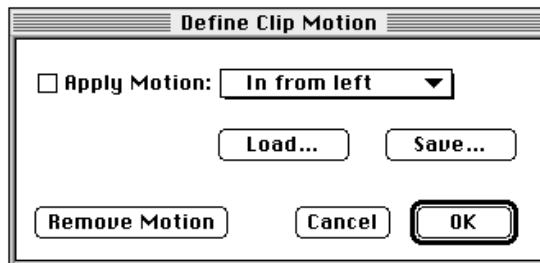 Define Clip Motion
Apply Motion: In from left
Load... Save...
Remove Motion Cancel OK